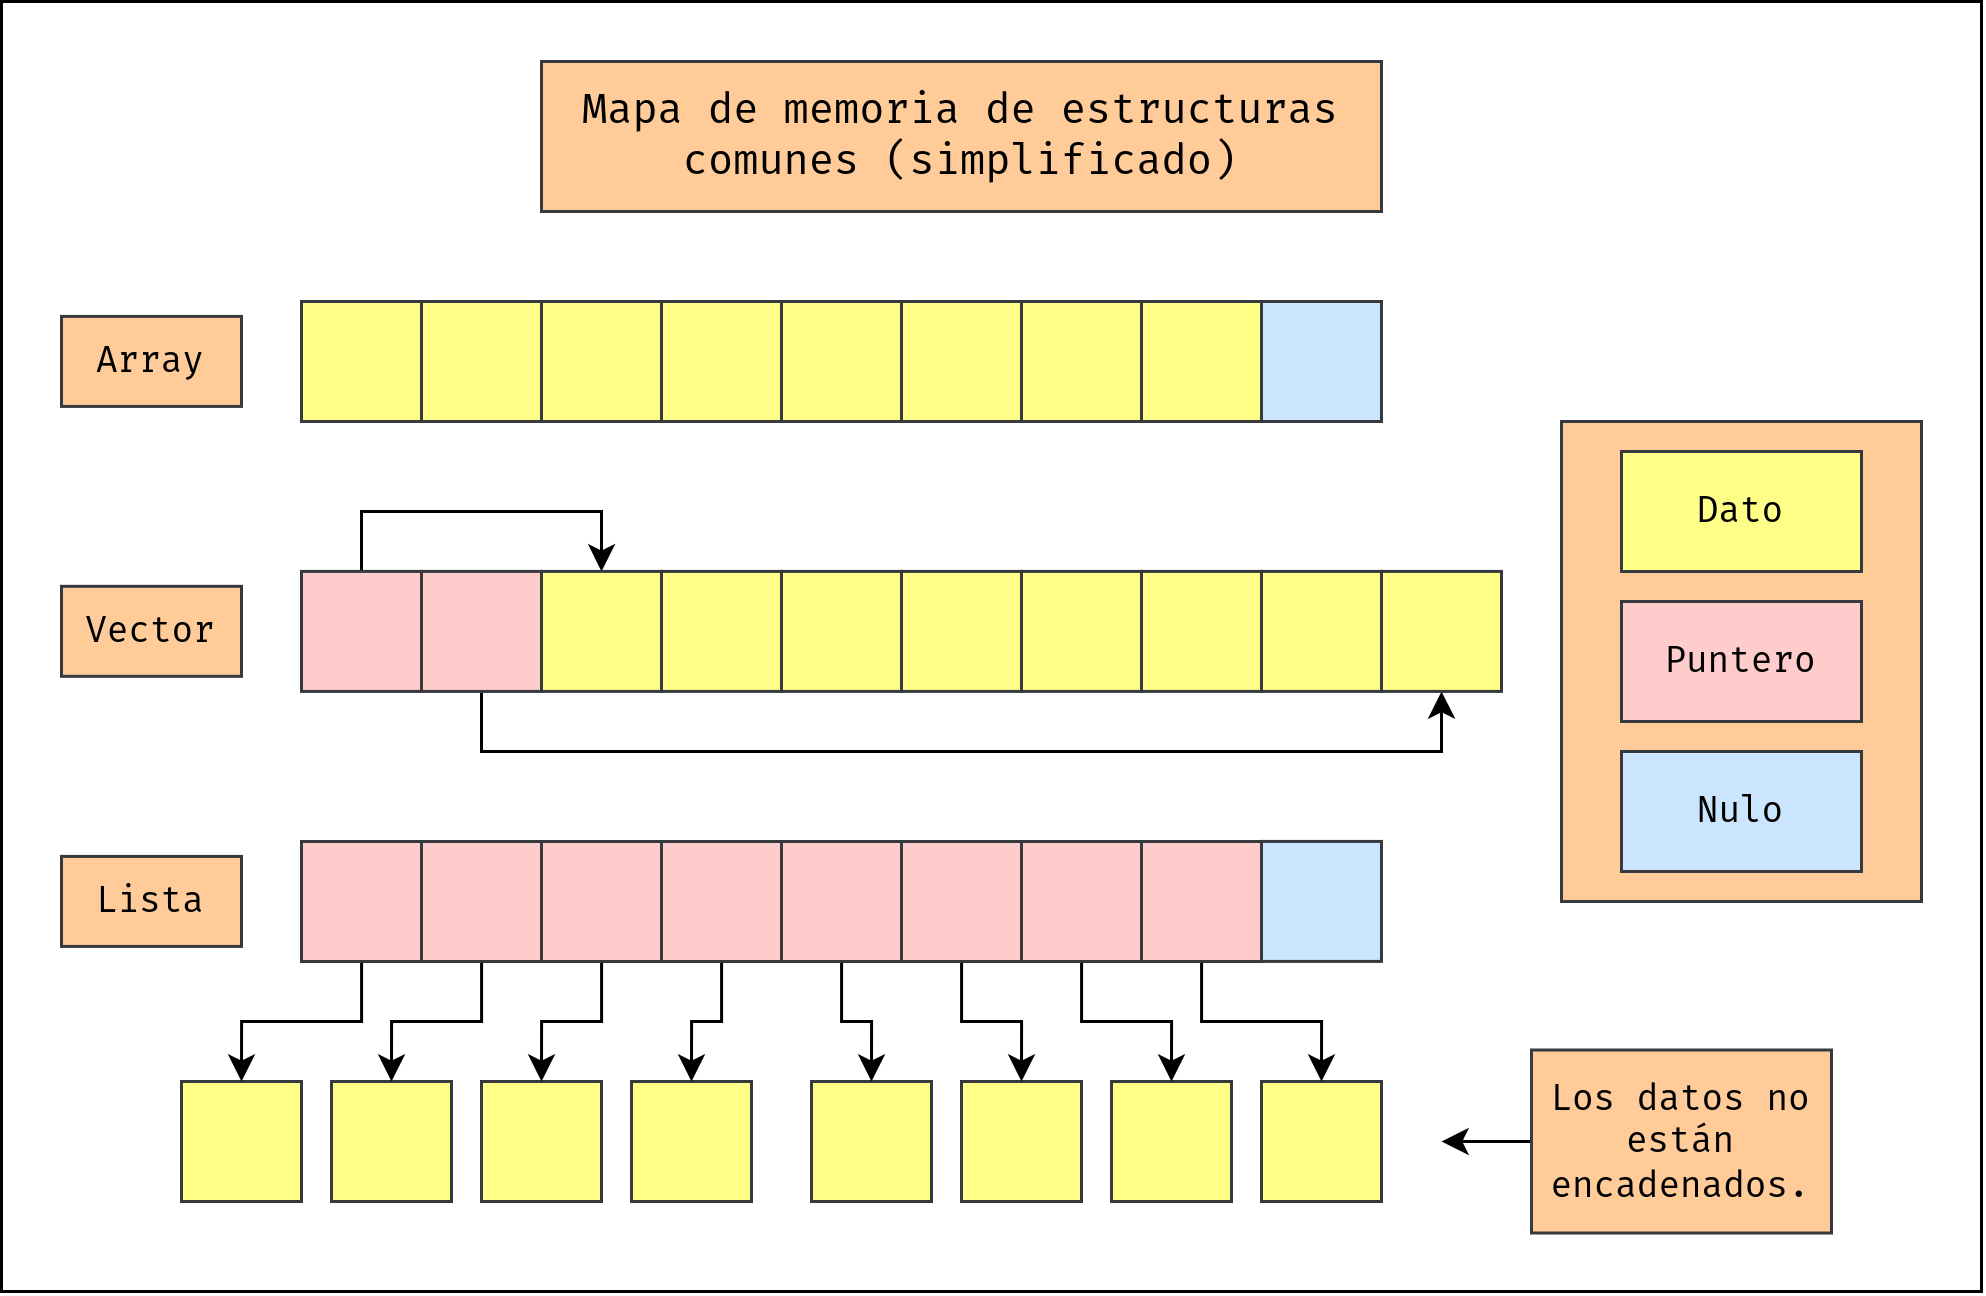 Mapa de memoria de estructuras
comunes (simplificado)
Array
Vector
Lista
Dato
Puntero
Nulo
Los datos no
están
encadenados.